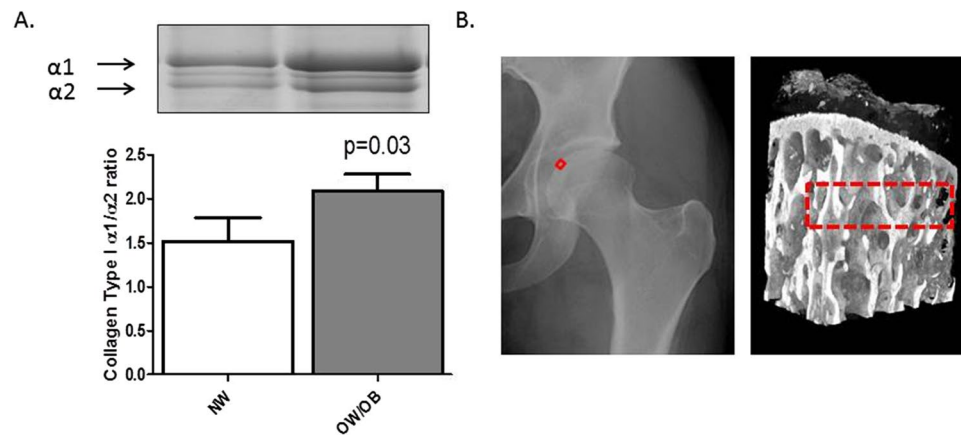 A.
B.
α1
α2
p=0.03
Collagen Type I α1/α2 ratio
2.5
2.0
1.5
1.0
0.5
0.0
NW
OW/OB